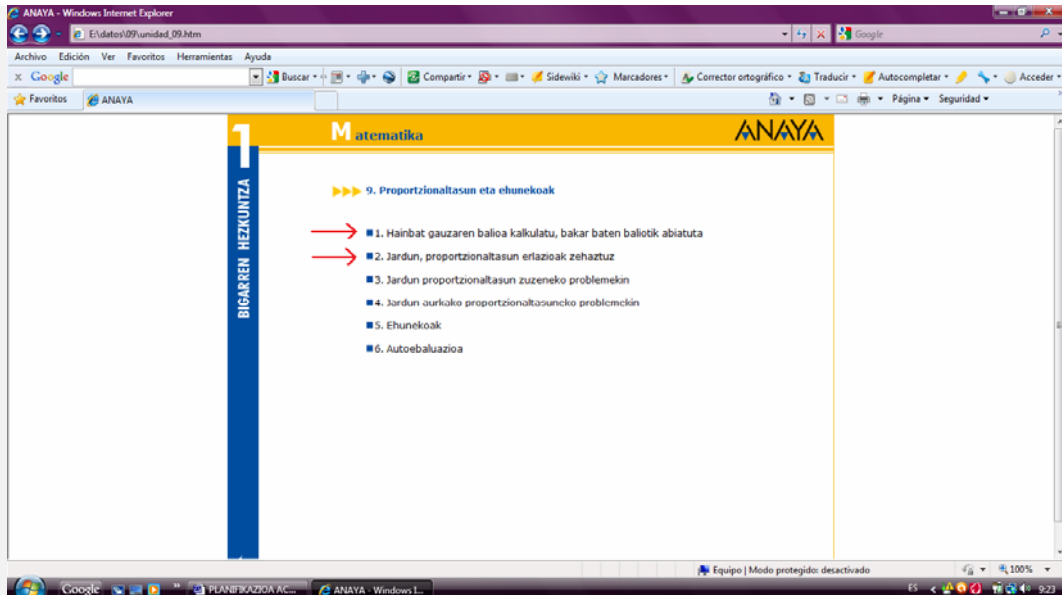 ANAYA - Windows Internet Explorer
E:\datos\09\unidad_09.htm
Google
Archivo Edición Ver Favoritos Herramientas Ayuda
x Google Buscar Compartir Sidewiki Marcadores Corrector ortográfico Traducir Autocompletar Acceder
Favoritos ANAYA Página Seguridad
1 Matematika ANAYA
BIGARREN HEZKUNTZA
9. Proportzionaltasun eta ehunekoak
1. Hainbat gauzaren balioa kalkulatu, bakar baten baliotik abiatuta
2. Jardun, proportzionaltasun erlazioak zehaztuz
3. Jardun proportzionaltasun zuzeneko problemekin
4. Jardun aurkako proportzionaltasuneko problemekin
5. Ehunekoak
6. Autoebaluazioa
Equipo | Modo protegido: desactivado 100%
Google PLANIFIKAZIOA AC... ANAYA - Windows I... ES 9:23